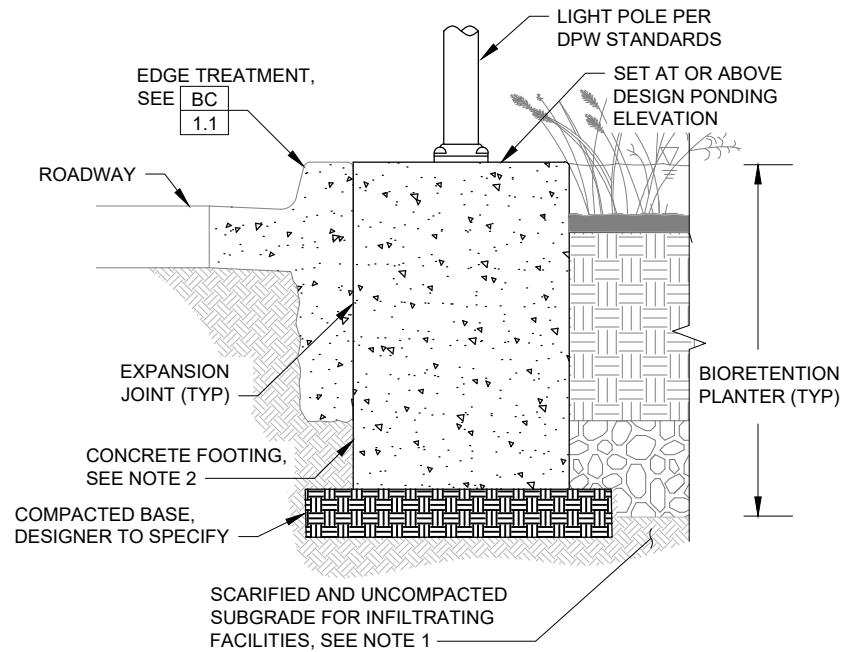 LIGHT POLE PER
DPW STANDARDS
EDGE TREATMENT,
SEE BC
1.1
SET AT OR ABOVE
DESIGN PONDING
ELEVATION
ROADWAY
EXPANSION
JOINT (TYP)
BIORETENTION
PLANTER (TYP)
CONCRETE FOOTING,
SEE NOTE 2
COMPACTED BASE,
DESIGNER TO SPECIFY
SCARIFIED AND UNCOMPACTED
SUBGRADE FOR INFILTRATING
FACILITIES, SEE NOTE 1